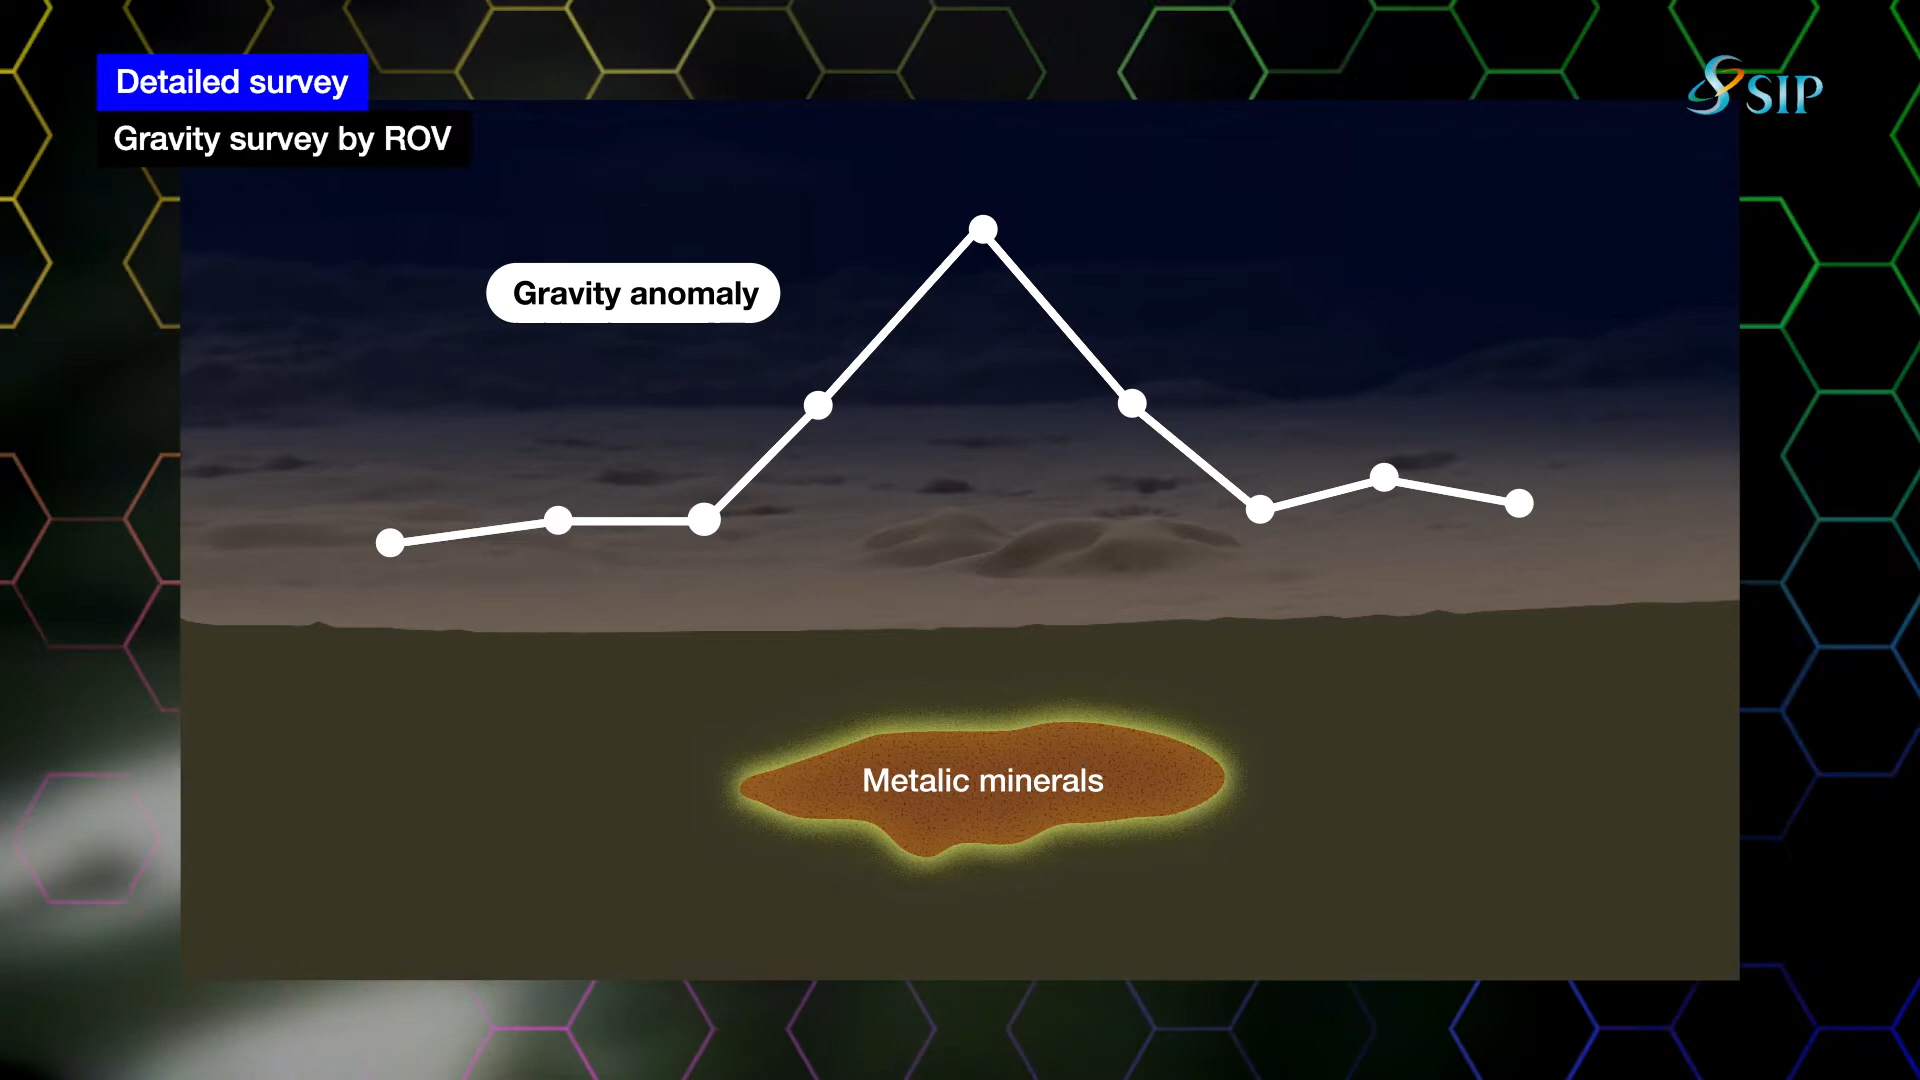 Detailed survey
SIP
Gravity survey by ROV
Gravity anomaly
Metalic minerals